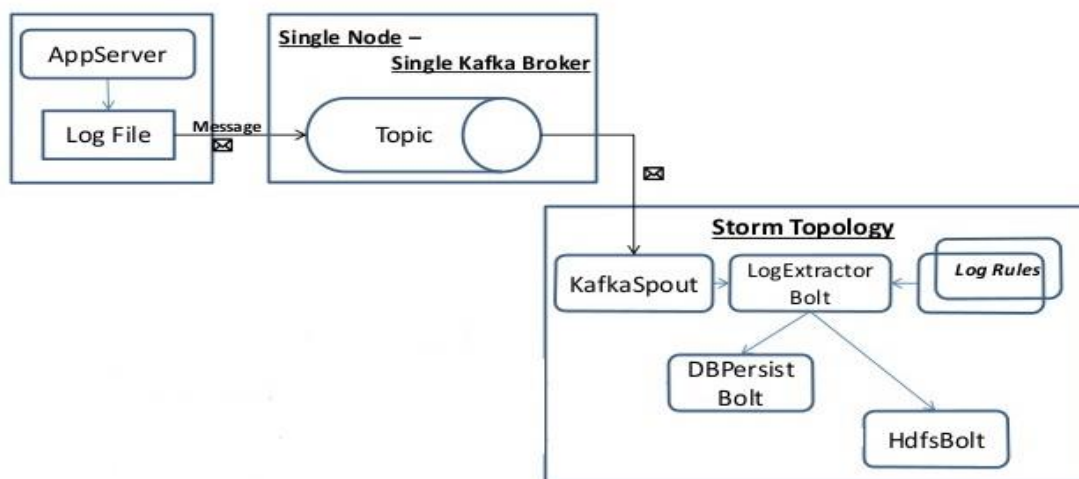 AppServer
Log File
Message
Single Node –
Single Kafka Broker
Topic
Storm Topology
KafkaSpout
LogExtractor
Bolt
Log Rules
DBPersist
Bolt
HdfsBolt